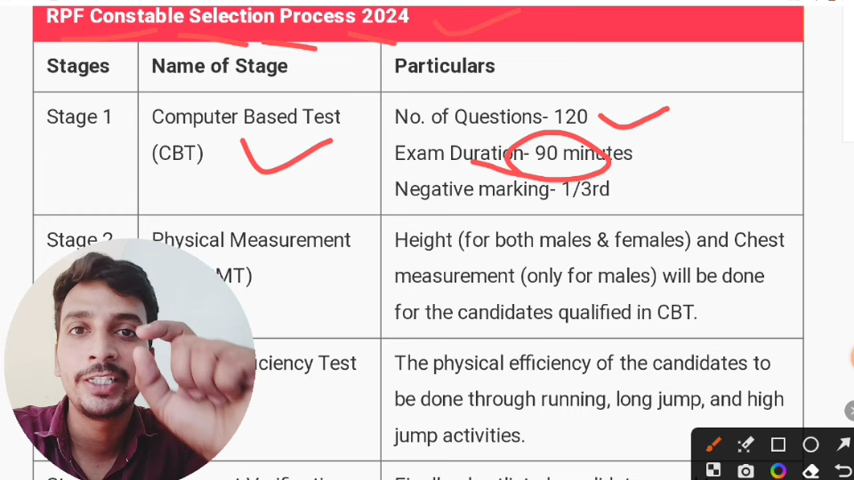 RPF Constable Selection Process 2024
Stages Name of Stage Particulars
Stage 1 Computer Based Test No. of Questions- 120
(CBT) Exam Duration- 90 minutes
Negative marking- 1/3rd
Stage 2 Physical Measurement Height (for both males & females) and Chest
MT) measurement (only for males) will be done
for the candidates qualified in CBT.
iciency Test The physical efficiency of the candidates to
be done through running, long jump, and high
jump activities.